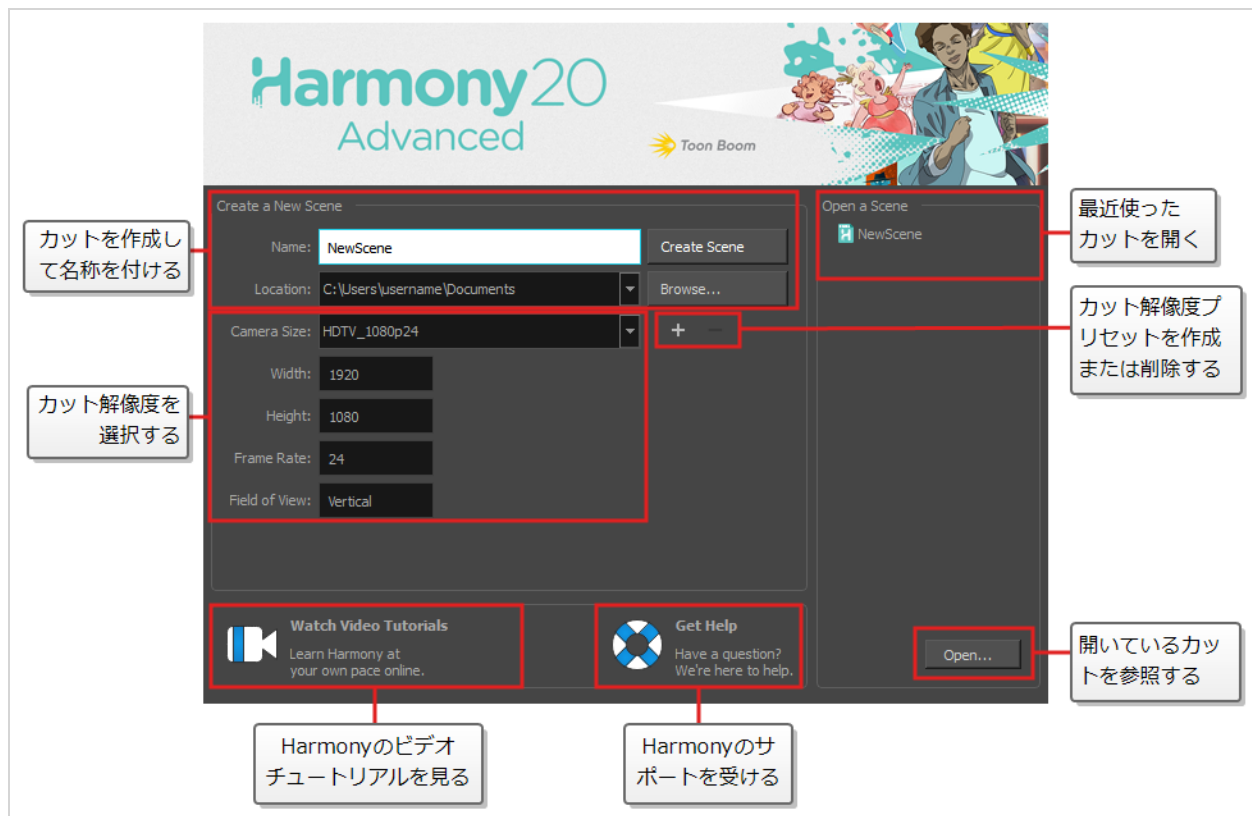 Harmony 20
Advanced
Toon Boom
Create a New Scene
Name:
NewScene
Create Scene
Location:
C:\Users\username\Documents
Browse...
Camera Size:
HDTV_1080p24
+ −
Width:
1920
Height:
1080
Frame Rate:
24
Field of View:
Vertical
Open a Scene
NewScene
Watch Video Tutorials
Learn Harmony at
your own pace online.
Get Help
Have a question?
We're here to help.
Open...
カットを作成し
て名称を付ける
カット解像度を
選択する
最近使った
カットを開く
カット解像度プ
リセットを作成
または削除する
開いているカッ
トを参照する
Harmonyのビデオ
チュートリアルを見る
Harmonyのサ
ポートを受ける